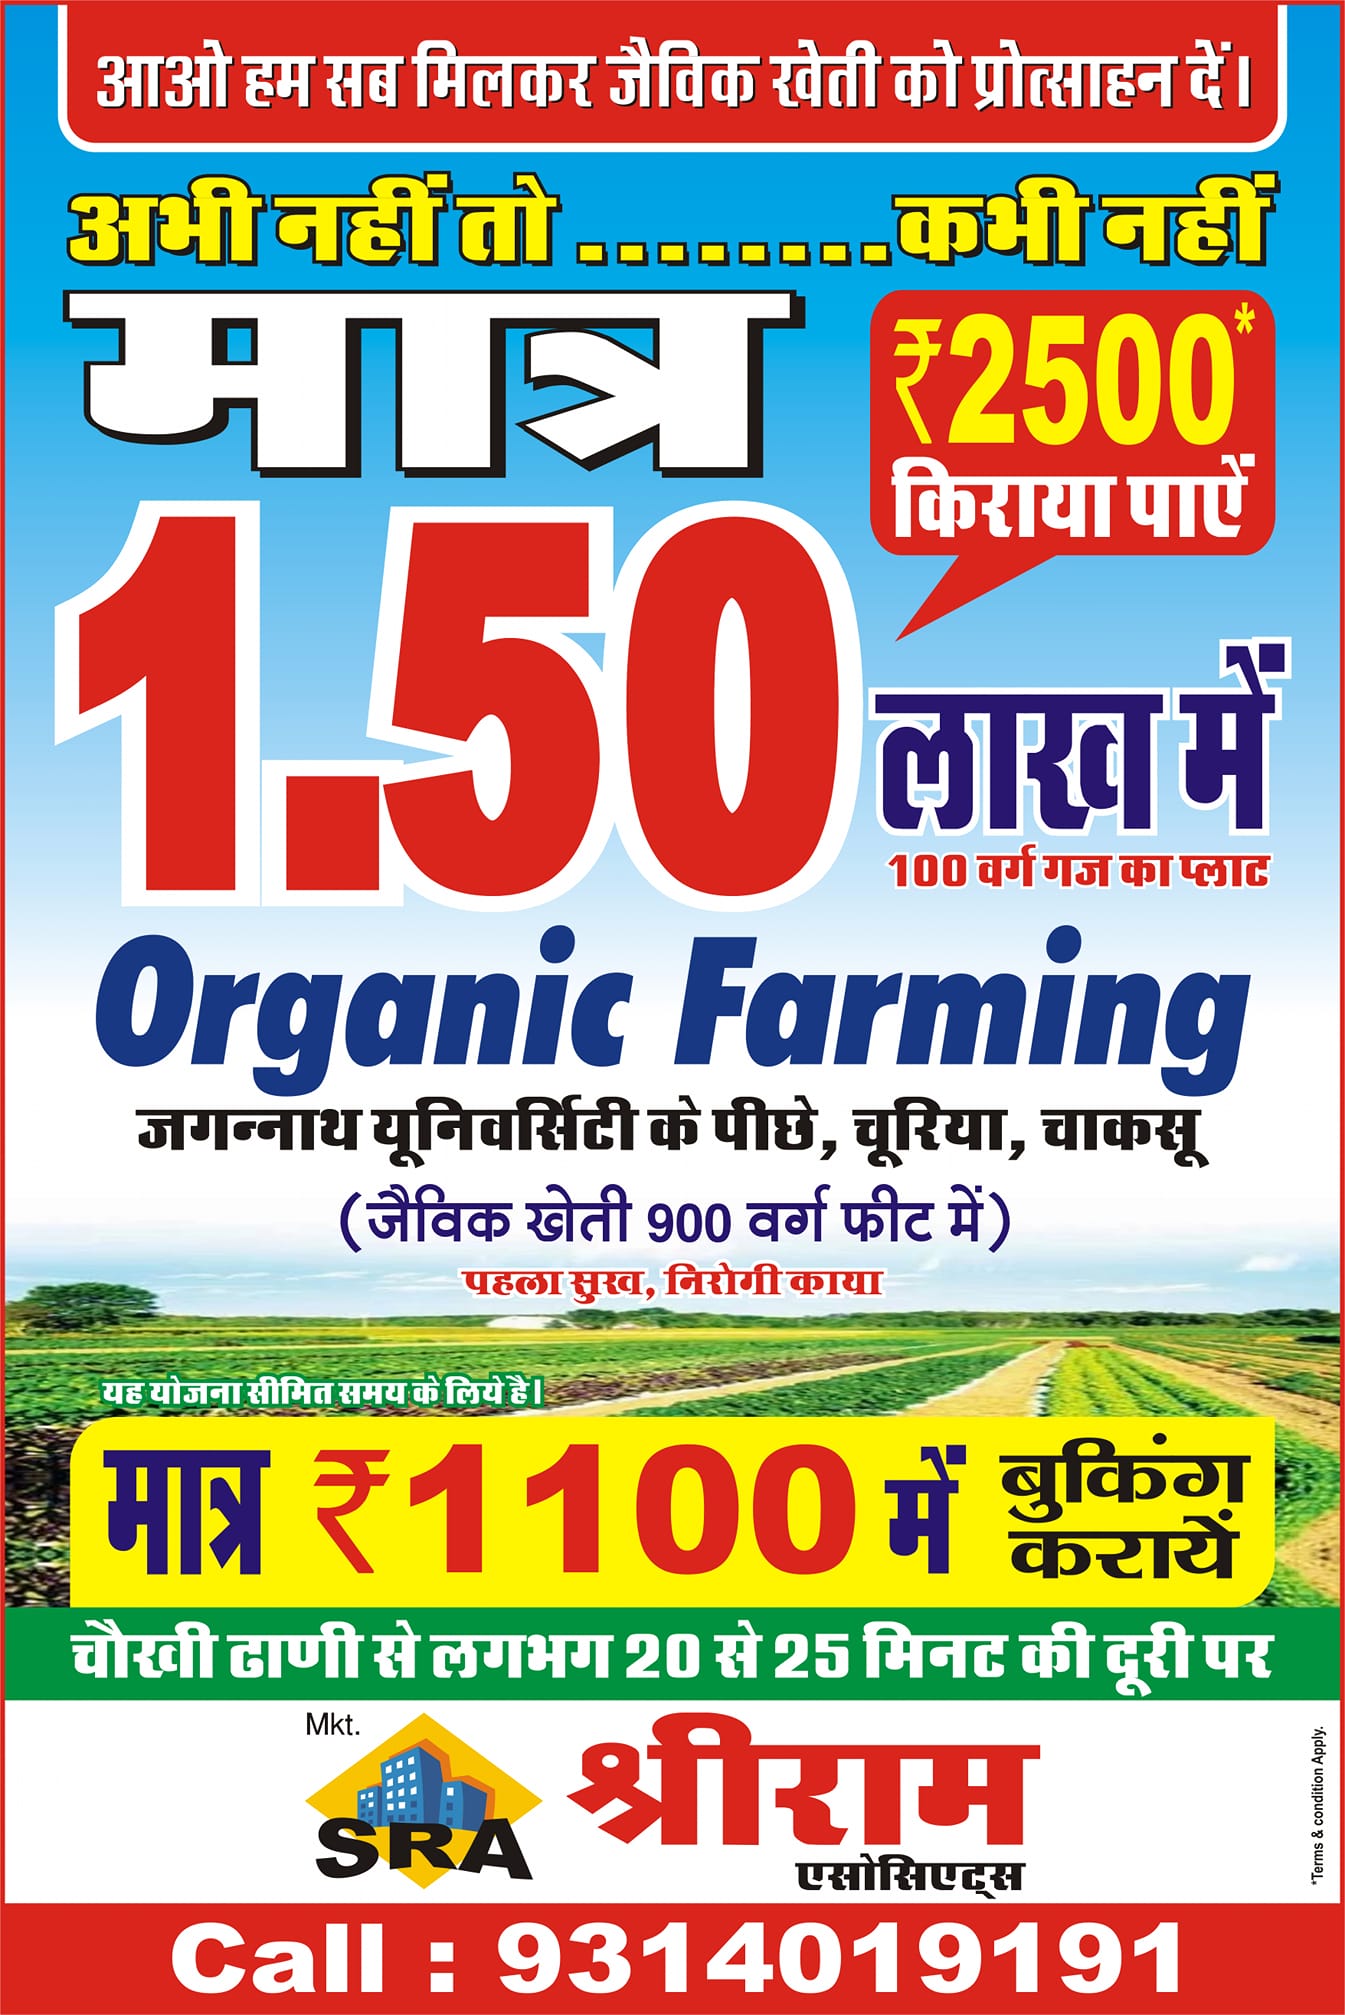 आओ हम सब मिलकर जैविक खेती को प्रोत्साहन दें।
अभी नहीं तो ........कभी नहीं
मात्र
₹2500*
किराया पाऐं
1.50
लाख में
100 वर्ग गज का प्लाट
Organic Farming
जगन्नाथ यूनिवर्सिटी के पीछे, चूरिया, चाकसू
(जैविक खेती 900 वर्ग फीट में)
पहला सुख, निरोगी काया
यह योजना सीमित समय के लिये है।
मात्र ₹1100 में
बुकिंग
करायें
चौखी ढाणी से लगभग 20 से 25 मिनट की दूरी पर
Mkt.
SRA
श्रीराम
एसोसिएट्स
*Terms & condition Apply.
Call : 9314019191